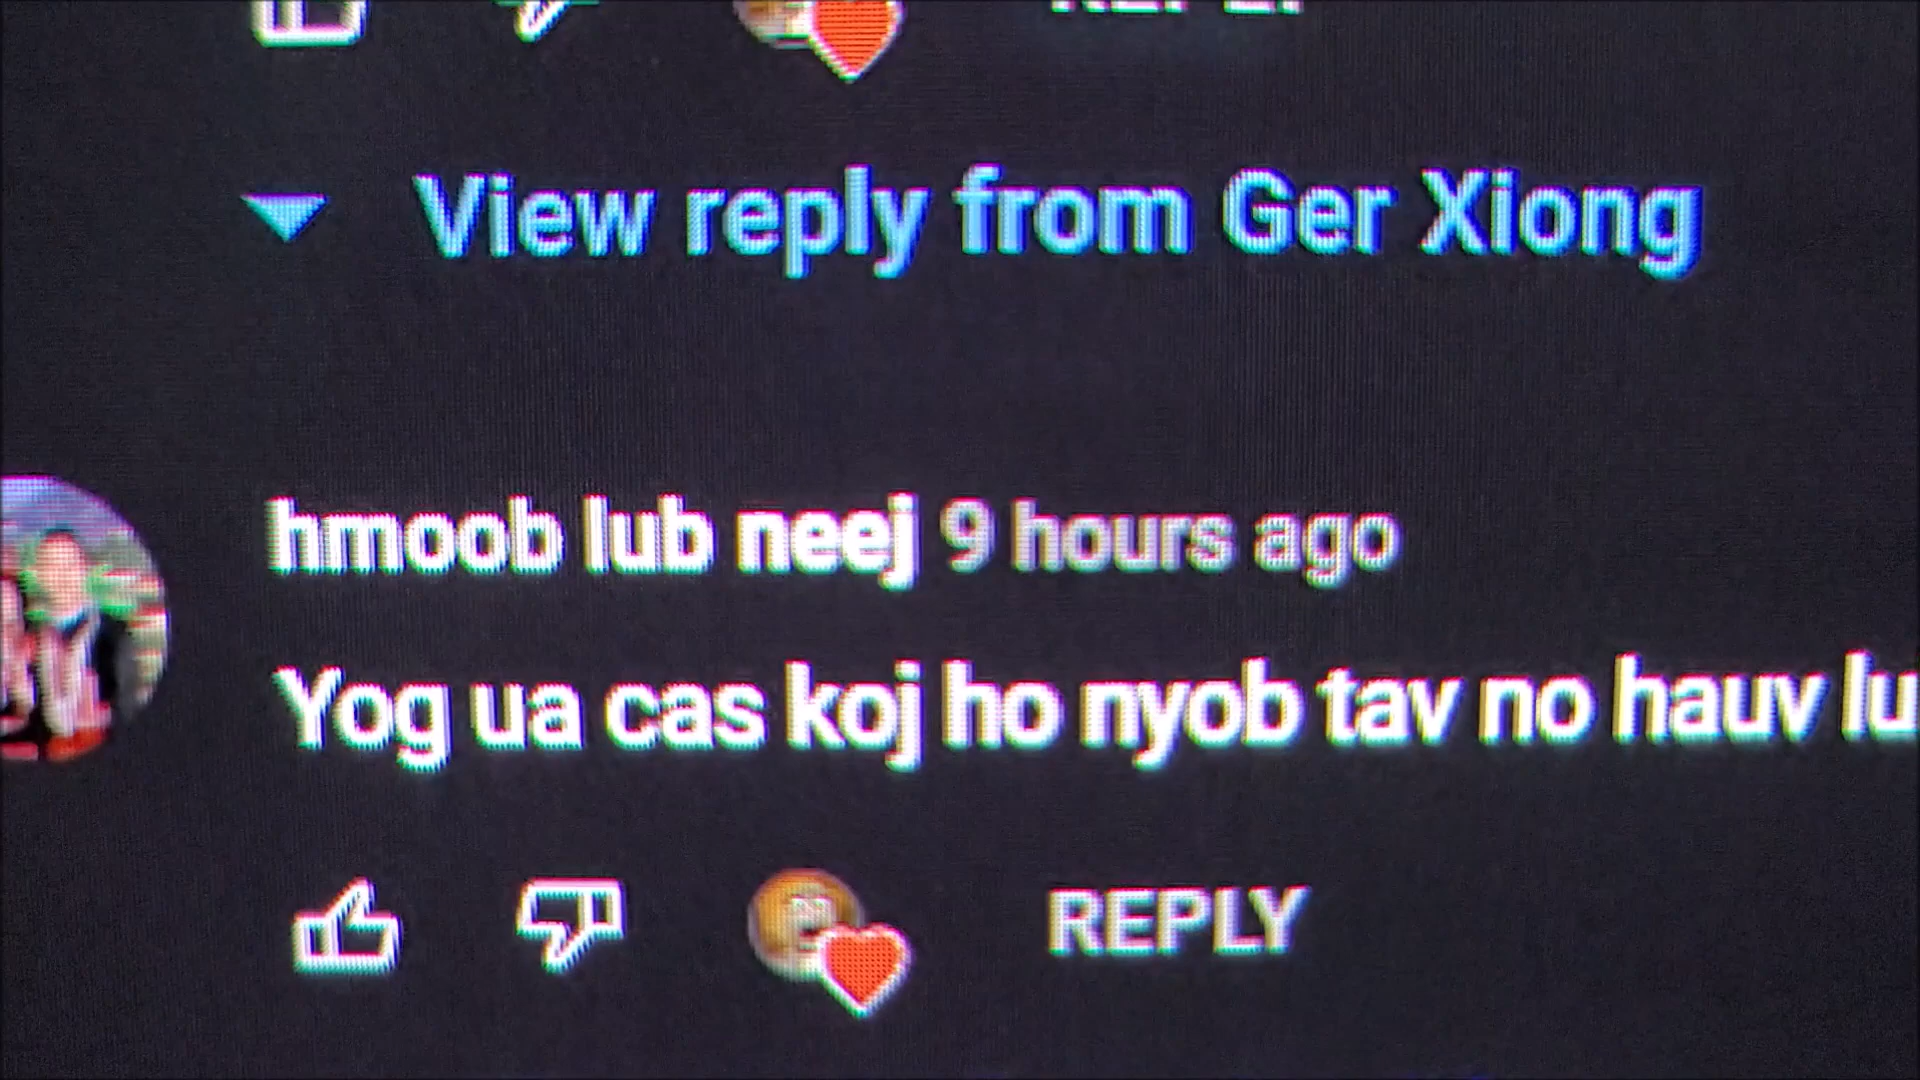 REPLY
View reply from Ger Xiong
hmoob lub neej 9 hours ago
Yog ua cas koj ho nyob tav no hauv lu
REPLY